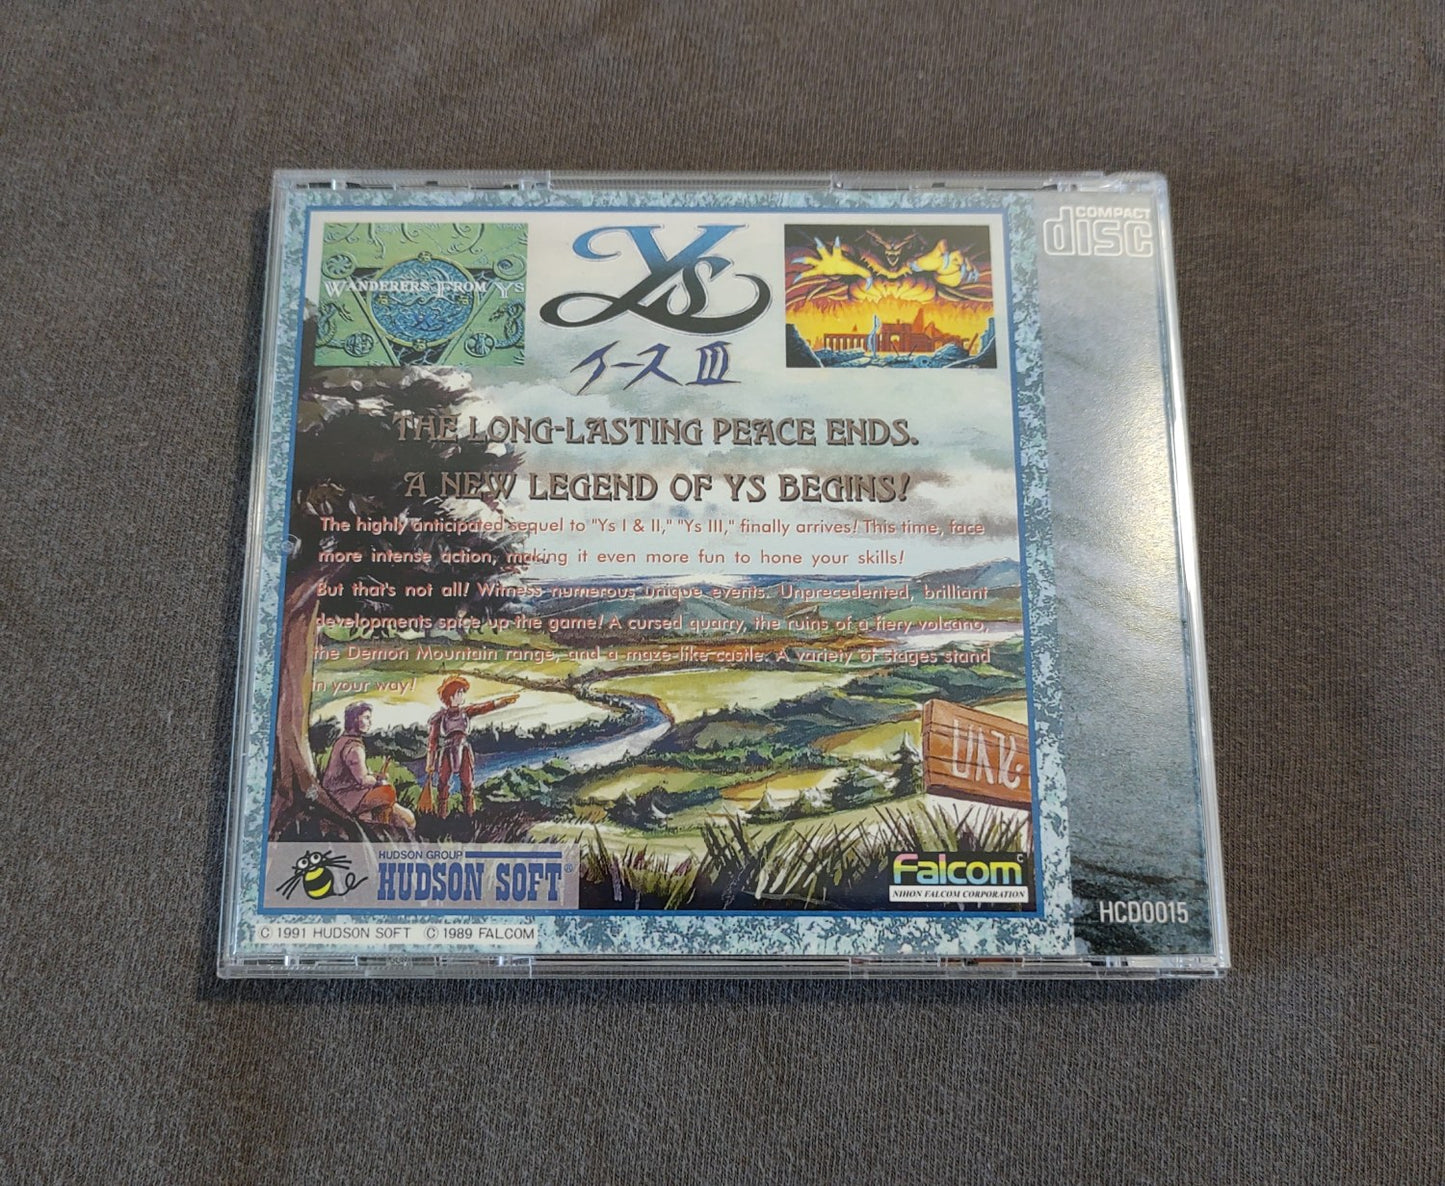 COMPACT
disc
WANDERERS FROM YS
Ys
イース III
THE LONG-LASTING PEACE ENDS.
A NEW LEGEND OF YS BEGINS!
The highly anticipated sequel to "Ys I & II," "Ys III," finally arrives! This time, face
more intense action, making it even more fun to hone your skills!
But that's not all! Witness numerous unique events. Unprecedented, brilliant
developments spice up the game! A cursed quarry, the ruins of a fiery volcano,
the Demon Mountain range, and a maze-like castle. A variety of stages stand
in your way!
HUDSON GROUP
HUDSON SOFT®
Falcom
NIHON FALCOM CORPORATION
HCD0015
© 1991 HUDSON SOFT © 1989 FALCOM